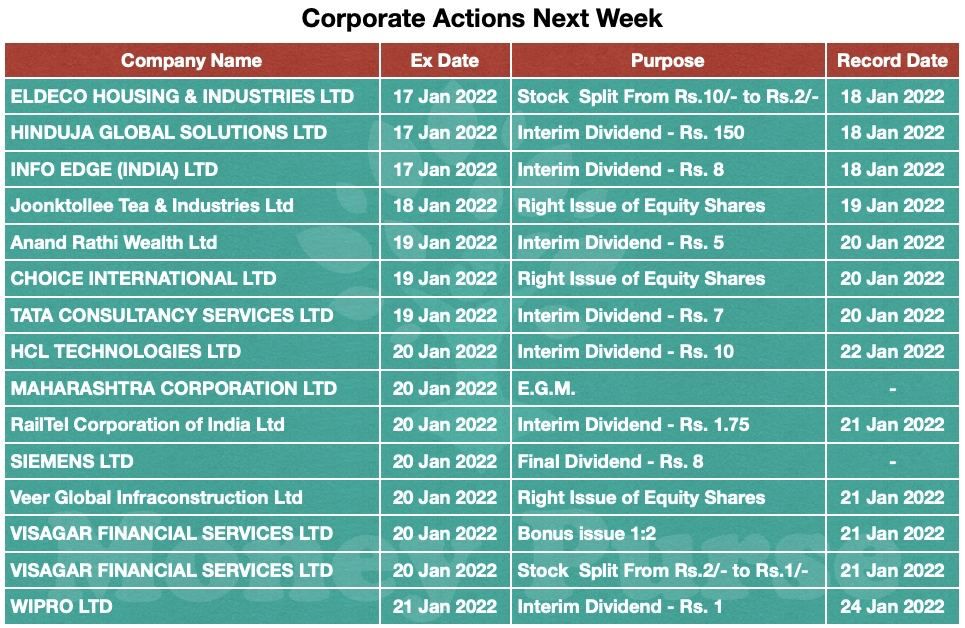 Corporate Actions Next Week
Company Name Ex Date Purpose Record Date
ELDECO HOUSING & INDUSTRIES LTD 17 Jan 2022 Stock Split From Rs.10/- to Rs.2/- 18 Jan 2022
HINDUJA GLOBAL SOLUTIONS LTD 17 Jan 2022 Interim Dividend - Rs. 150 18 Jan 2022
INFO EDGE (INDIA) LTD 17 Jan 2022 Interim Dividend - Rs. 8 18 Jan 2022
Joonktollee Tea & Industries Ltd 18 Jan 2022 Right Issue of Equity Shares 19 Jan 2022
Anand Rathi Wealth Ltd 19 Jan 2022 Interim Dividend - Rs. 5 20 Jan 2022
CHOICE INTERNATIONAL LTD 19 Jan 2022 Right Issue of Equity Shares 20 Jan 2022
TATA CONSULTANCY SERVICES LTD 19 Jan 2022 Interim Dividend - Rs. 7 20 Jan 2022
HCL TECHNOLOGIES LTD 20 Jan 2022 Interim Dividend - Rs. 10 22 Jan 2022
MAHARASHTRA CORPORATION LTD 20 Jan 2022 E.G.M. -
RailTel Corporation of India Ltd 20 Jan 2022 Interim Dividend - Rs. 1.75 21 Jan 2022
SIEMENS LTD 20 Jan 2022 Final Dividend - Rs. 8 -
Veer Global Infraconstruction Ltd 20 Jan 2022 Right Issue of Equity Shares 21 Jan 2022
VISAGAR FINANCIAL SERVICES LTD 20 Jan 2022 Bonus issue 1:2 21 Jan 2022
VISAGAR FINANCIAL SERVICES LTD 20 Jan 2022 Stock Split From Rs.2/- to Rs.1/- 21 Jan 2022
WIPRO LTD 21 Jan 2022 Interim Dividend - Rs. 1 24 Jan 2022
Money Purse